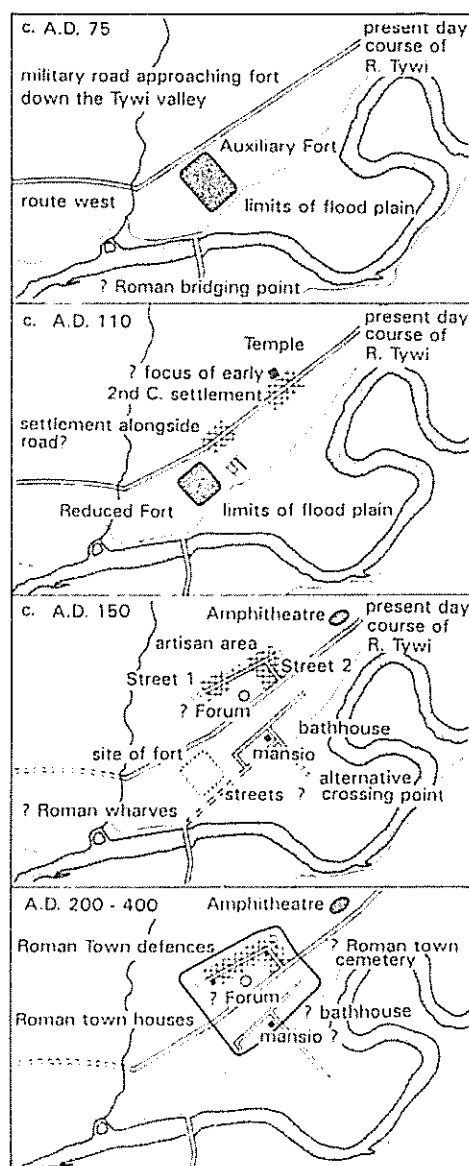 c. A.D. 75
present day
course of
R. Tywi
military road approaching fort
down the Tywi valley
Auxiliary Fort
route west
limits of flood plain
? Roman bridging point
c. A.D. 110
present day
course of
R. Tywi
Temple
? focus of early
2nd C. settlement
settlement alongside
road?
Reduced Fort
limits of flood plain
c. A.D. 150
Amphitheatre
present day
course of
R. Tywi
artisan area
Street 1
Street 2
? Forum
bathhouse
site of fort
mansio
alternative
? crossing point
streets
? Roman wharves
A.D. 200 - 400
Amphitheatre
Roman Town defences
? Roman town
cemetery
? Forum
Roman town houses
? bathhouse
mansio ?